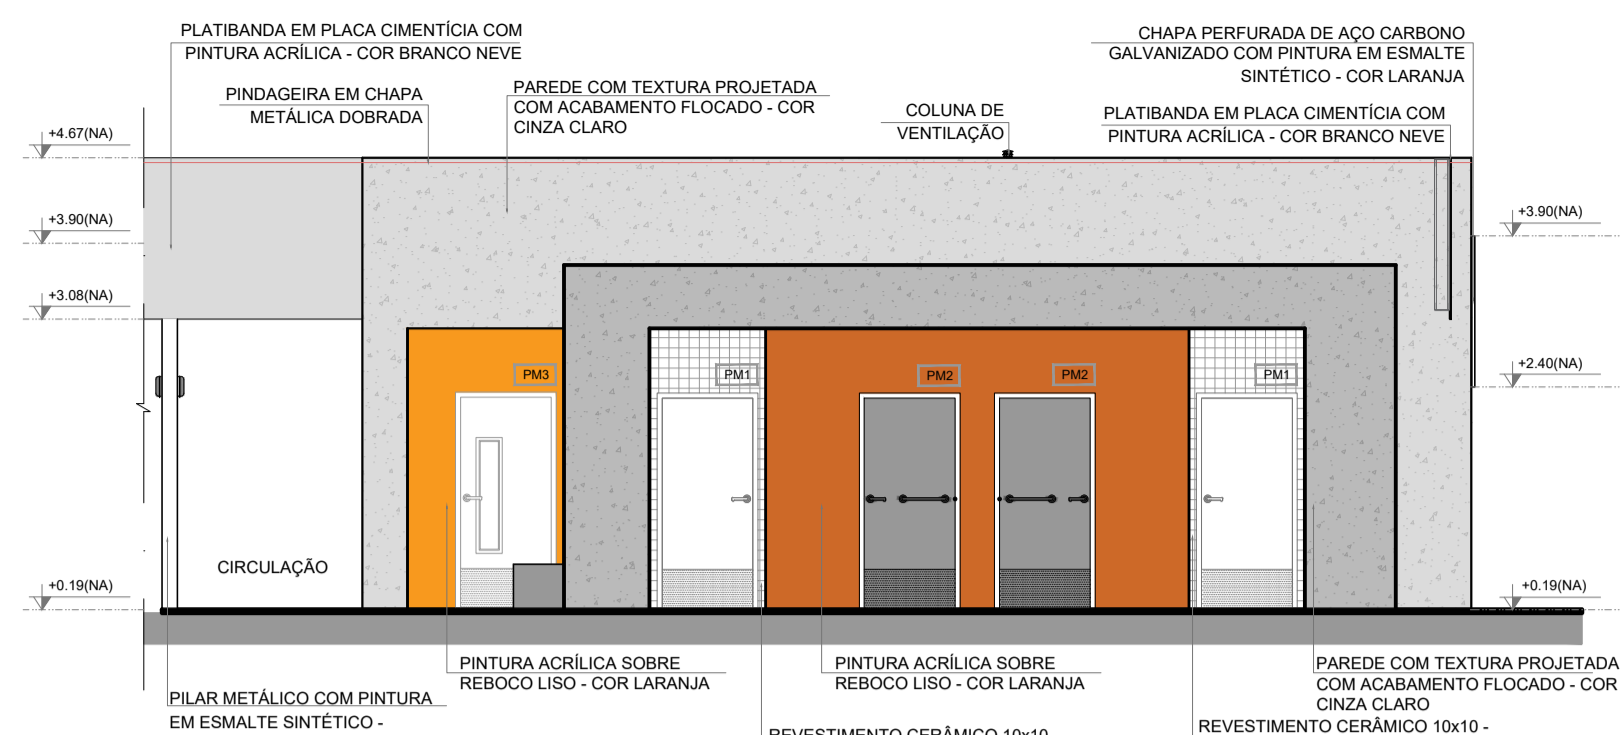 PLATIBANDA EM PLACA CIMENTÍCIA COM
PINTURA ACRÍLICA - COR BRANCO NEVE
PINDAGEIRA EM CHAPA
METÁLICA DOBRADA
PAREDE COM TEXTURA PROJETADA
COM ACABAMENTO FLOCADO - COR
CINZA CLARO
COLUNA DE
VENTILAÇÃO
CHAPA PERFURADA DE AÇO CARBONO
GALVANIZADO COM PINTURA EM ESMALTE
SINTÉTICO - COR LARANJA
PLATIBANDA EM PLACA CIMENTÍCIA COM
PINTURA ACRÍLICA - COR BRANCO NEVE
+4.67(NA)
+3.90(NA)
+3.08(NA)
+0.19(NA)
+3.90(NA)
+2.40(NA)
+0.19(NA)
PM3
PM1
PM2
PM2
PM1
CIRCULAÇÃO
PILAR METÁLICO COM PINTURA
EM ESMALTE SINTÉTICO -
PINTURA ACRÍLICA SOBRE
REBOCO LISO - COR LARANJA
REVESTIMENTO CERÂMICO 10x10
PINTURA ACRÍLICA SOBRE
REBOCO LISO - COR LARANJA
REVESTIMENTO CERÂMICO 10x10 -
PAREDE COM TEXTURA PROJETADA
COM ACABAMENTO FLOCADO - COR
CINZA CLARO